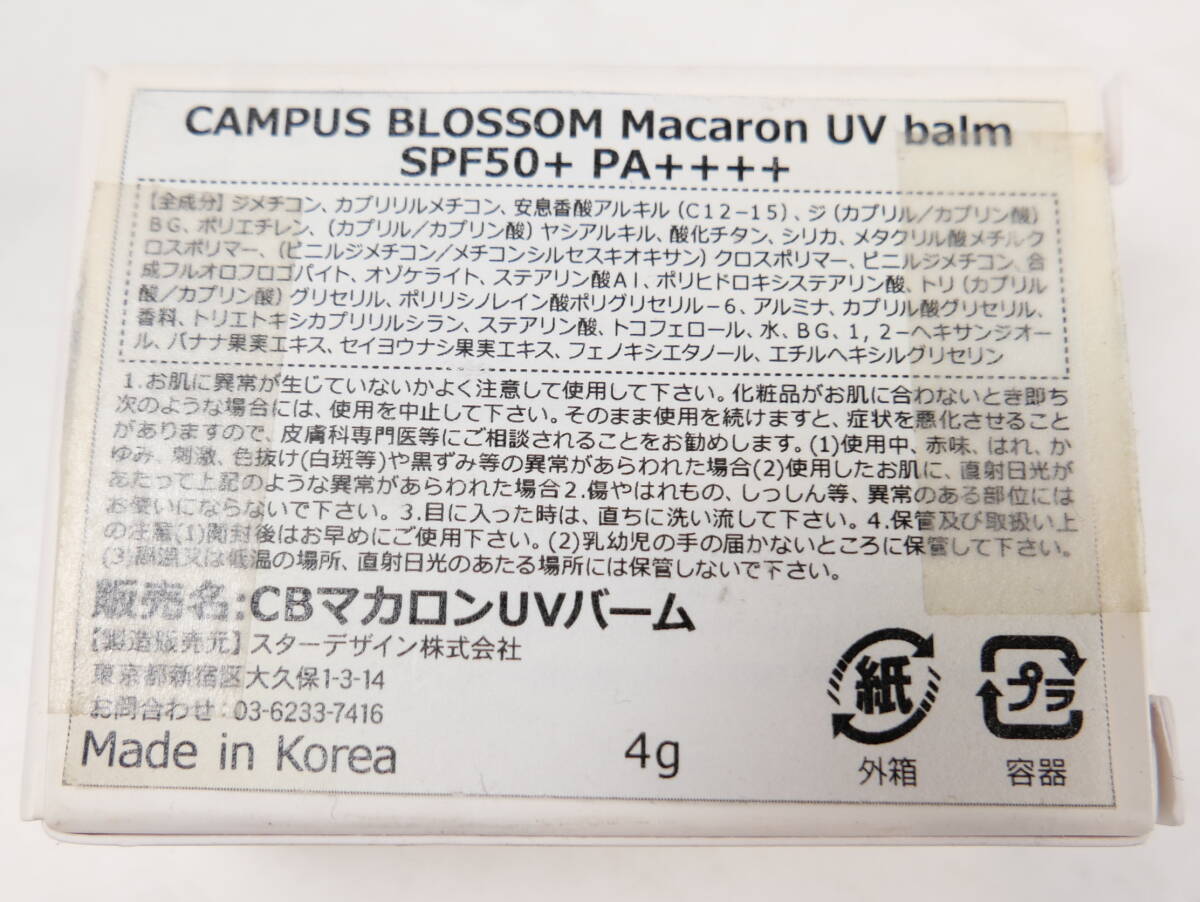 CAMPUS BLOSSOM Macaron UV balm
SPF50+ PA++++
【全成分】ジメチコン、カプリリルメチコン、安息香酸アルキル(C12-15)、ジ(カプリル/カプリン酸)
BG、ポリエチレン、(カプリル/カプリン酸)ヤシアルキル、酸化チタン、シリカ、メタクリル酸メチルク
ロスポリマー、(ビニルジメチコン/メチコンシルセスキオキサン)クロスポリマー、ビニルジメチコン、合
成フルオロフロゴパイト、オゾケライト、ステアリン酸Al、ポリヒドロキシステアリン酸、トリ(カプリル
酸/カプリン酸)グリセリル、ポリリシノレイン酸ポリグリセリル-6、アルミナ、カプリル酸グリセリル、
香料、トリエトキシカプリリルシラン、ステアリン酸、トコフェロール、水、BG、1,2-ヘキサンジオー
ル、バナナ果実エキス、セイヨウナシ果実エキス、フェノキシエタノール、エチルヘキシルグリセリン
1.お肌に異常が生じていないかよく注意して使用して下さい。化粧品がお肌に合わないとき即ち
次のような場合には、使用を中止して下さい。そのまま使用を続けますと、症状を悪化させること
がありますので、皮膚科専門医等にご相談されることをお勧めします。(1)使用中、赤味、はれ、か
ゆみ、刺激、色抜け(白斑等)や黒ずみ等の異常があらわれた場合(2)使用したお肌に、直射日光が
あたって上記のような異常があらわれた場合2.傷やはれもの、しっしん等、異常のある部位には
お使いにならないで下さい。3.目に入った時は、直ちに洗い流して下さい。4.保管及び取扱い上
の注意(1)開封後はお早めにご使用下さい。(2)乳幼児の手の届かないところに保管して下さい。
(3)高温又は低温の場所、直射日光のあたる場所には保管しないで下さい。
販売名:CBマカロンUVバーム
【製造販売元】スターデザイン株式会社
東京都新宿区大久保1-3-14
お問合わせ:03-6233-7416
Made in Korea 4g
紙 プラ
外箱 容器